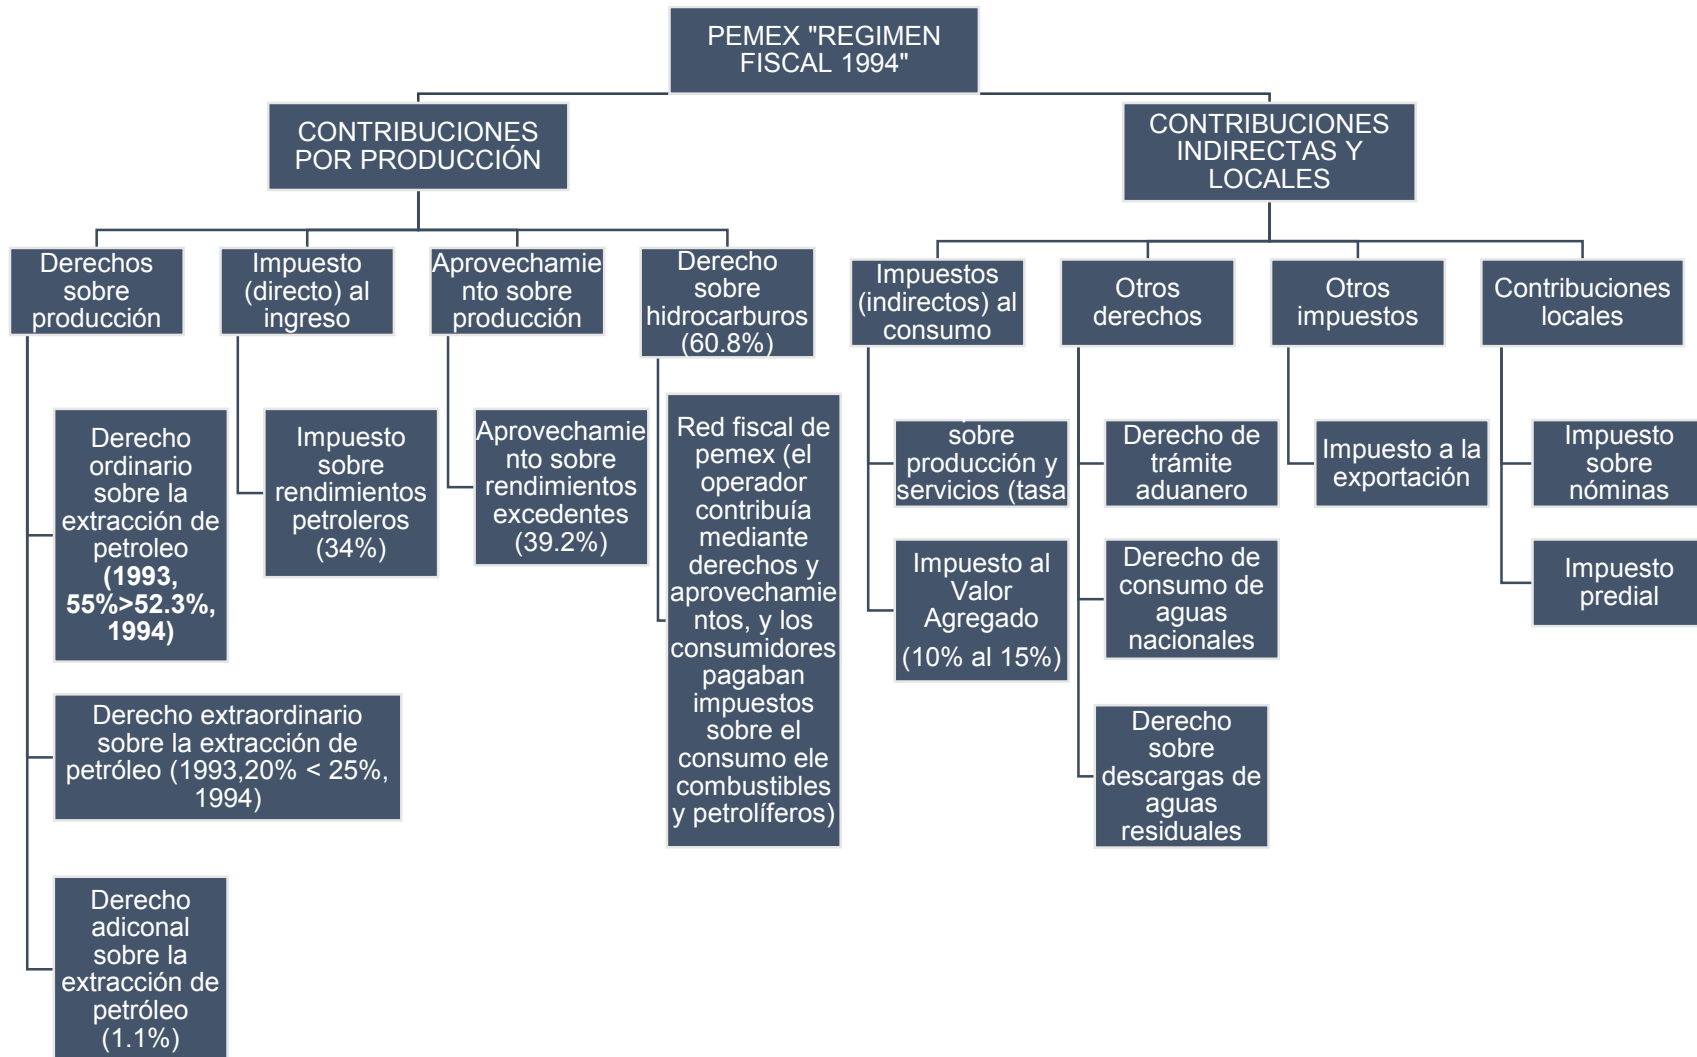 PEMEX "REGIMEN
FISCAL 1994"
CONTRIBUCIONES
POR PRODUCCIÓN
CONTRIBUCIONES
INDIRECTAS Y
LOCALES
Derechos
sobre
producción
Impuesto
(directo) al
ingreso
Aprovechamie
nto sobre
producción
Derecho
sobre
hidrocarburos
(60.8%)
Impuestos
(indirectos) al
consumo
Otros
derechos
Otros
impuestos
Contribuciones
locales
Derecho
ordinario
sobre la
extracción de
petroleo
(1993,
55%>52.3%,
1994)
Derecho extraordinario
sobre la extracción de
petróleo (1993,20% < 25%,
1994)
Derecho
adiconal
sobre la
extracción de
petróleo
(1.1%)
Impuesto
sobre
rendimientos
petroleros
(34%)
Aprovechamie
nto sobre
rendimientos
excedentes
(39.2%)
Red fiscal de
pemex (el
operador
contribuía
mediante
derechos y
aprovechamie
ntos, y los
consumidores
pagaban
impuestos
sobre el
consumo ele
combustibles
y petrolíferos)
sobre
producción y
servicios (tasa
Impuesto al
Valor
Agregado
(10% al 15%)
Derecho de
trámite
aduanero
Derecho de
consumo de
aguas
nacionales
Derecho
sobre
descargas de
aguas
residuales
Impuesto a la
exportación
Impuesto
sobre
nóminas
Impuesto
predial